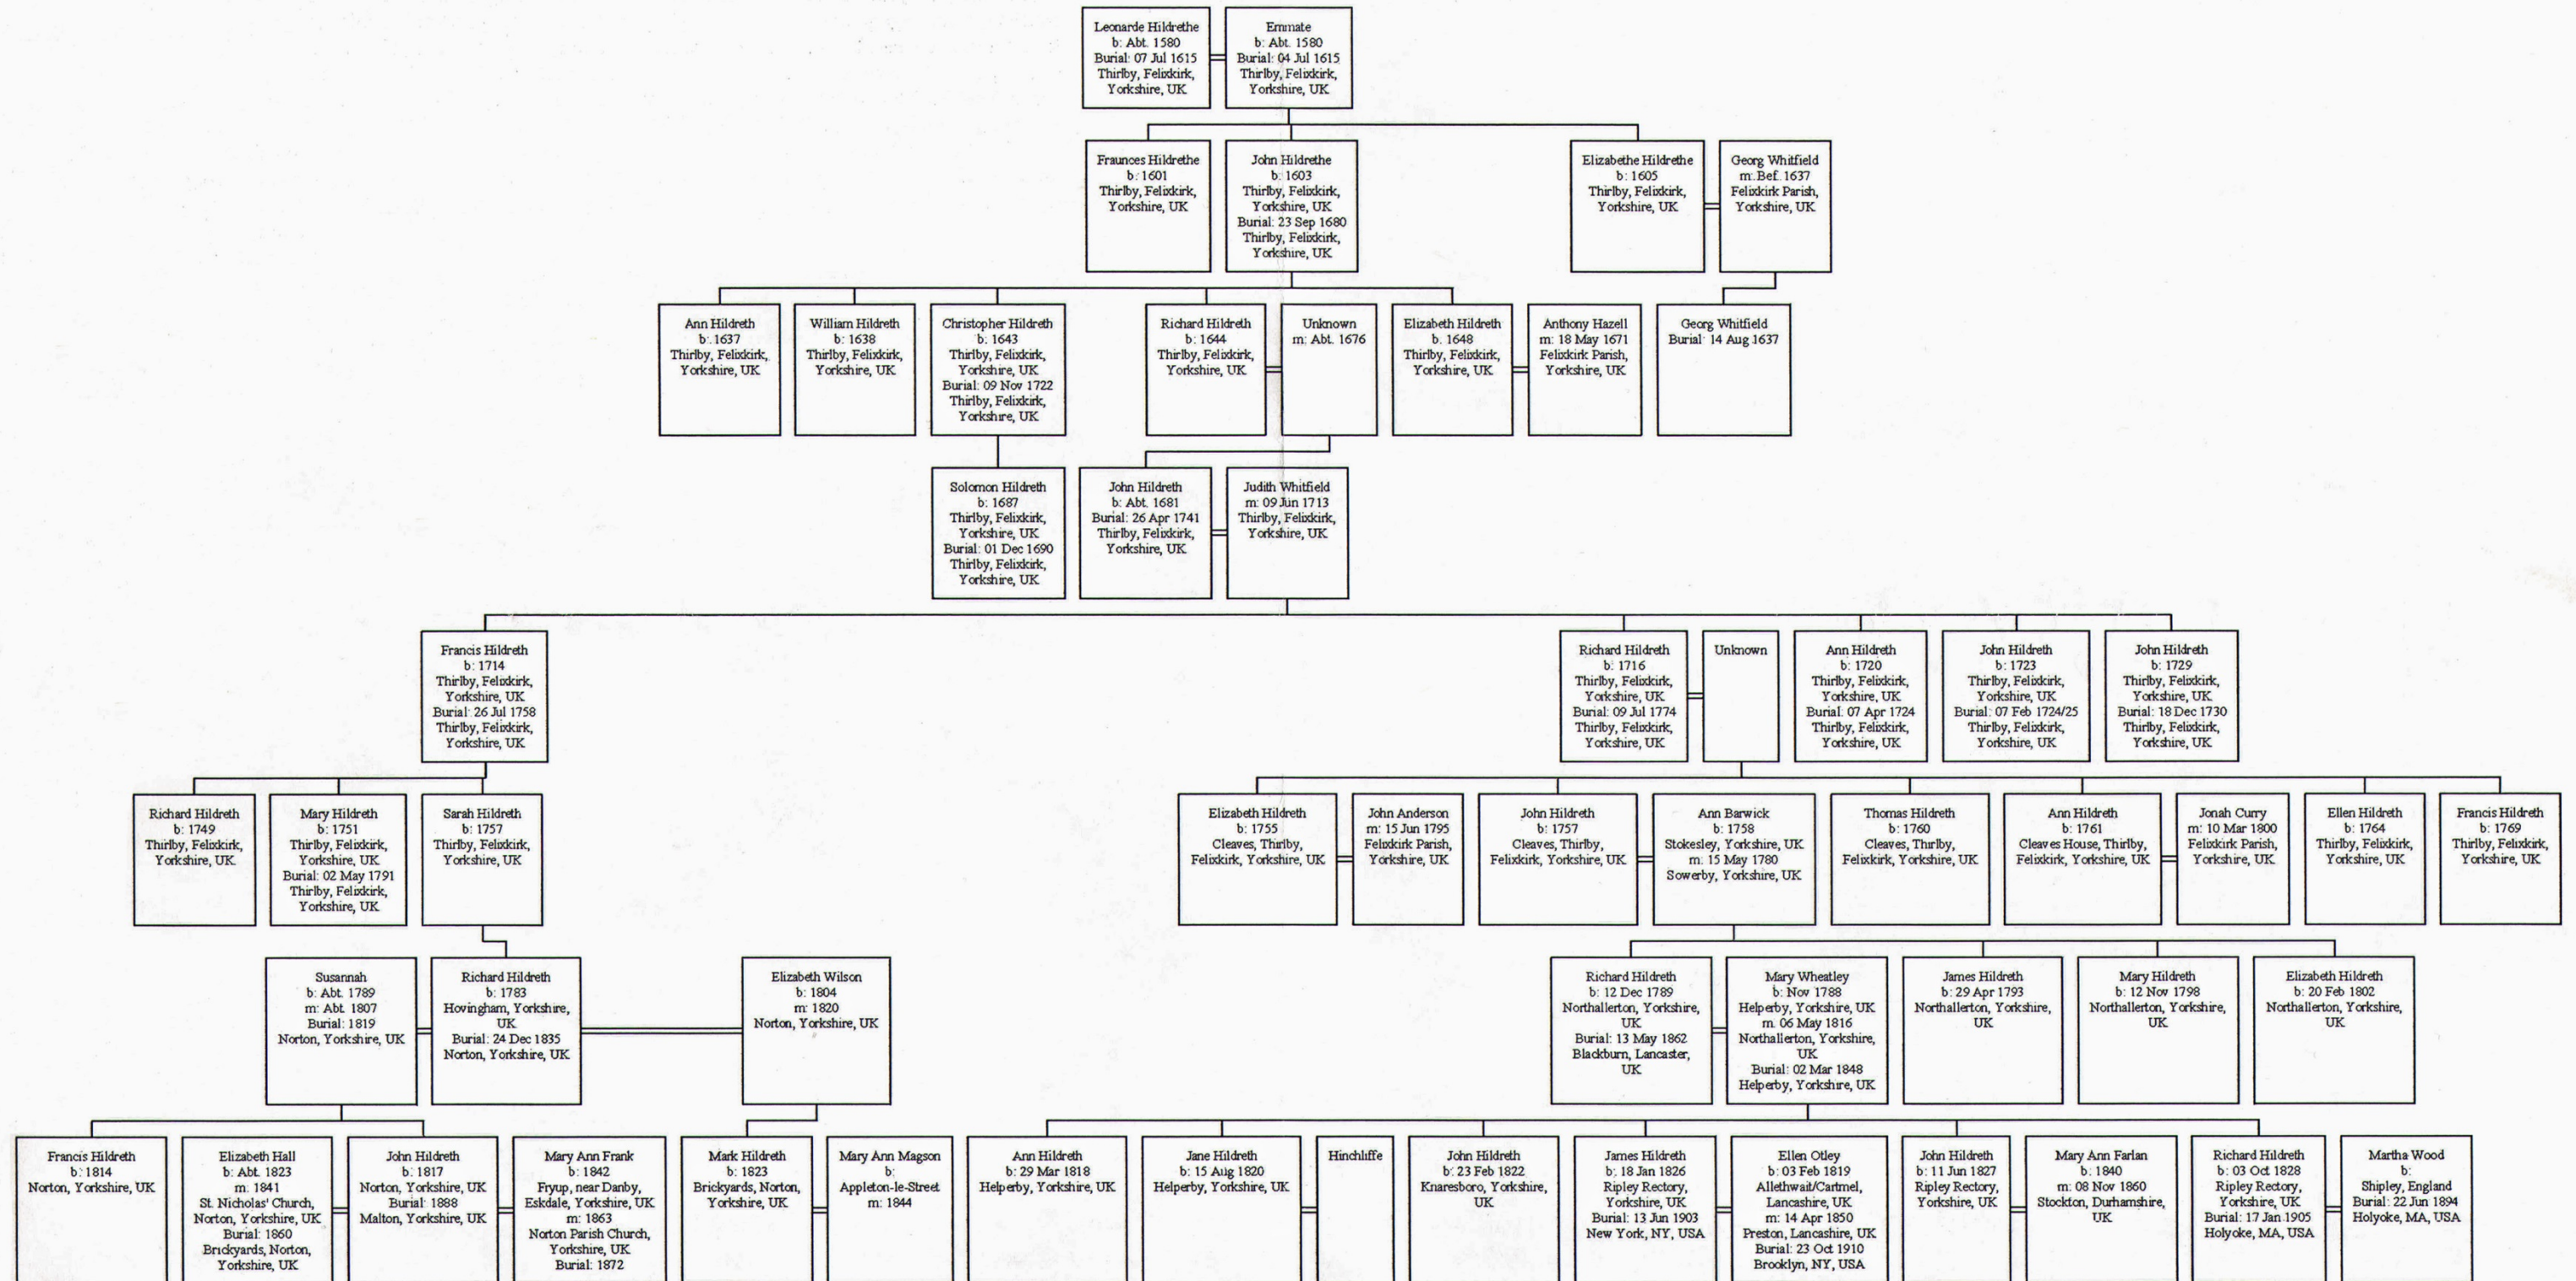 Leonarde Hildrethe
b: Abt. 1580
Burial: 07 Jul 1615
Thirlby, Felixkirk,
Yorkshire, UK
Emmate
b: Abt. 1580
Burial: 04 Jul 1615
Thirlby, Felixkirk,
Yorkshire, UK
Fraunces Hildrethe
b: 1601
Thirlby, Felixkirk,
Yorkshire, UK
John Hildrethe
b: 1603
Thirlby, Felixkirk,
Yorkshire, UK
Burial: 23 Sep 1680
Thirlby, Felixkirk,
Yorkshire, UK
Elizabethe Hildrethe
b: 1605
Thirlby, Felixkirk,
Yorkshire, UK
Georg Whitfield
m: Bef. 1637
Felixkirk Parish,
Yorkshire, UK
Ann Hildreth
b: 1637
Thirlby, Felixkirk,
Yorkshire, UK
William Hildreth
b: 1638
Thirlby, Felixkirk,
Yorkshire, UK
Christopher Hildreth
b: 1643
Thirlby, Felixkirk,
Yorkshire, UK
Burial: 09 Nov 1722
Thirlby, Felixkirk,
Yorkshire, UK
Richard Hildreth
b: 1644
Thirlby, Felixkirk,
Yorkshire, UK
Unknown
m: Abt. 1676
Elizabeth Hildreth
b. 1648
Thirlby, Felixkirk,
Yorkshire, UK
Anthony Hazell
m: 18 May 1671
Felixkirk Parish,
Yorkshire, UK
Georg Whitfield
Burial: 14 Aug 1637
Solomon Hildreth
b: 1687
Thirlby, Felixkirk,
Yorkshire, UK
Burial: 01 Dec 1690
Thirlby, Felixkirk,
Yorkshire, UK
John Hildreth
b: Abt. 1681
Burial: 26 Apr 1741
Thirlby, Felixkirk,
Yorkshire, UK
Judith Whitfield
m: 09 Jun 1713
Thirlby, Felixkirk,
Yorkshire, UK
Francis Hildreth
b: 1714
Thirlby, Felixkirk,
Yorkshire, UK
Burial: 26 Jul 1758
Thirlby, Felixkirk,
Yorkshire, UK
Richard Hildreth
b: 1716
Thirlby, Felixkirk,
Yorkshire, UK
Burial: 09 Jul 1774
Thirlby, Felixkirk,
Yorkshire, UK
Unknown
Ann Hildreth
b: 1720
Thirlby, Felixkirk,
Yorkshire, UK
Burial: 07 Apr 1724
Thirlby, Felixkirk,
Yorkshire, UK
John Hildreth
b: 1723
Thirlby, Felixkirk,
Yorkshire, UK
Burial: 07 Feb 1724/25
Thirlby, Felixkirk,
Yorkshire, UK
John Hildreth
b: 1729
Thirlby, Felixkirk,
Yorkshire, UK
Burial: 18 Dec 1730
Thirlby, Felixkirk,
Yorkshire, UK
Richard Hildreth
b: 1749
Thirlby, Felixkirk,
Yorkshire, UK
Mary Hildreth
b: 1751
Thirlby, Felixkirk,
Yorkshire, UK
Burial: 02 May 1791
Thirlby, Felixkirk,
Yorkshire, UK
Sarah Hildreth
b: 1757
Thirlby, Felixkirk,
Yorkshire, UK
Elizabeth Hildreth
b: 1755
Cleaves, Thirlby,
Felixkirk, Yorkshire, UK
John Anderson
m: 15 Jun 1795
Felixkirk Parish,
Yorkshire, UK
John Hildreth
b: 1757
Cleaves, Thirlby,
Felixkirk, Yorkshire, UK
Ann Barwick
b: 1758
Stokesley, Yorkshire, UK
m: 15 May 1780
Sowerby, Yorkshire, UK
Thomas Hildreth
b: 1760
Cleaves, Thirlby,
Felixkirk, Yorkshire, UK
Ann Hildreth
b: 1761
Cleaves House, Thirlby,
Felixkirk, Yorkshire, UK
Jonah Curry
m: 10 Mar 1800
Felixkirk Parish,
Yorkshire, UK
Ellen Hildreth
b: 1764
Thirlby, Felixkirk,
Yorkshire, UK
Francis Hildreth
b: 1769
Thirlby, Felixkirk,
Yorkshire, UK
Susannah
b: Abt. 1789
m: Abt. 1807
Burial: 1819
Norton, Yorkshire, UK
Richard Hildreth
b: 1783
Hovingham, Yorkshire,
UK
Burial: 24 Dec 1835
Norton, Yorkshire, UK
Elizabeth Wilson
b: 1804
m: 1820
Norton, Yorkshire, UK
Richard Hildreth
b: 12 Dec 1789
Northallerton, Yorkshire,
UK
Burial: 13 May 1862
Blackburn, Lancaster,
UK
Mary Wheatley
b: Nov 1788
Helperby, Yorkshire, UK
m: 06 May 1816
Northallerton, Yorkshire,
UK
Burial: 02 Mar 1848
Helperby, Yorkshire, UK
James Hildreth
b: 29 Apr 1793
Northallerton, Yorkshire,
UK
Mary Hildreth
b: 12 Nov 1798
Northallerton, Yorkshire,
UK
Elizabeth Hildreth
b: 20 Feb 1802
Northallerton, Yorkshire,
UK
Francis Hildreth
b: 1814
Norton, Yorkshire, UK
Elizabeth Hall
b: Abt. 1823
m: 1841
St. Nicholas' Church,
Norton, Yorkshire, UK
Burial: 1860
Brickyards, Norton,
Yorkshire, UK
John Hildreth
b: 1817
Norton, Yorkshire, UK
Burial: 1888
Malton, Yorkshire, UK
Mary Ann Frank
b: 1842
Fryup, near Danby,
Eskdale, Yorkshire, UK
m: 1863
Norton Parish Church,
Yorkshire, UK
Burial: 1872
Mark Hildreth
b: 1823
Brickyards, Norton,
Yorkshire, UK
Mary Ann Magson
b:
Appleton-le-Street
m: 1844
Ann Hildreth
b: 29 Mar 1818
Helperby, Yorkshire, UK
Jane Hildreth
b: 15 Aug 1820
Helperby, Yorkshire, UK
Hinchliffe
John Hildreth
b: 23 Feb 1822
Knaresboro, Yorkshire,
UK
James Hildreth
b: 18 Jan 1826
Ripley Rectory,
Yorkshire, UK
Burial: 13 Jun 1903
New York, NY, USA
Ellen Otley
b: 03 Feb 1819
Allethwait/Cartmel,
Lancashire, UK
m: 14 Apr 1850
Preston, Lancashire, UK
Burial: 23 Oct 1910
Brooklyn, NY, USA
John Hildreth
b: 11 Jun 1827
Ripley Rectory,
Yorkshire, UK
Mary Ann Farlan
b: 1840
m: 08 Nov 1860
Stockton, Durhamshire,
UK
Richard Hildreth
b: 03 Oct 1828
Ripley Rectory,
Yorkshire, UK
Burial: 17 Jan 1905
Holyoke, MA, USA
Martha Wood
b:
Shipley, England
Burial: 22 Jun 1894
Holyoke, MA, USA